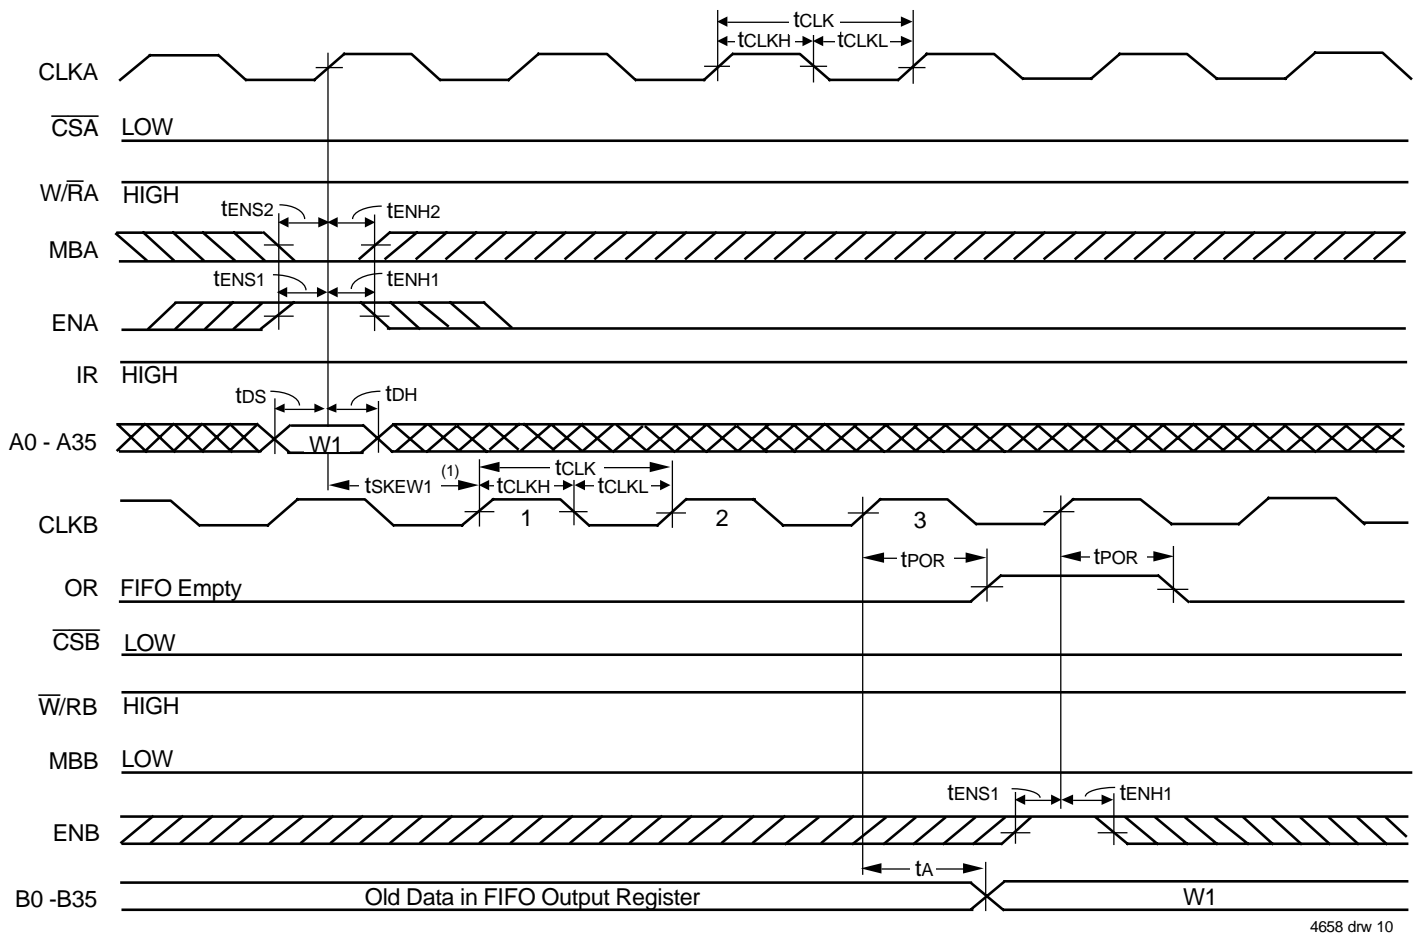 tCLK
tCLKH tCLKL
CLKA
CSA LOW
W/RA HIGH
tENS2 tENH2
MBA
tENS1 tENH1
ENA
IR HIGH
tDS tDH
A0 - A35 W1
tSKEW1 (1) tCLK
tCLKH tCLKL
CLKB 1 2 3
tPOR tPOR
OR FIFO Empty
CSB LOW
W/RB HIGH
MBB LOW
tENS1 tENH1
ENB
tA
B0 -B35 Old Data in FIFO Output Register W1
4658 drw 10